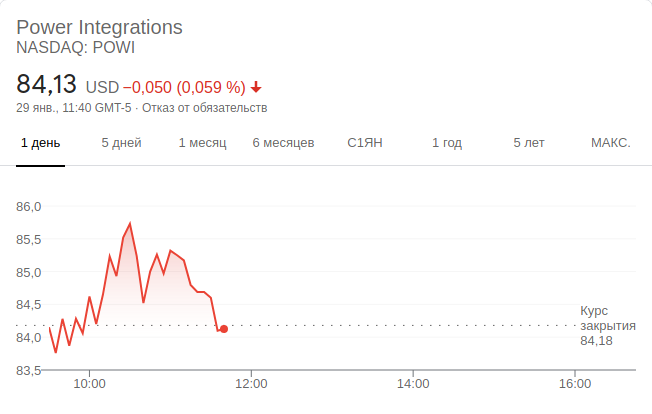 Power Integrations
NASDAQ: POWI
84,13 USD −0,050 (0,059 %)
29 янв., 11:40 GMT-5 · Отказ от обязательств
1 день 5 дней 1 месяц 6 месяцев С1ЯН 1 год 5 лет МАКС.
86,0
85,5
85,0
84,5
84,0
83,5
Курс
закрытия
84,18
10:00 12:00 14:00 16:00